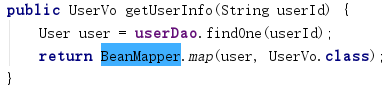 public UserVo getUserInfo(String userId) {
    User user = userDao.findOne(userId);
    return BeanMapper.map(user, UserVo.class);
}